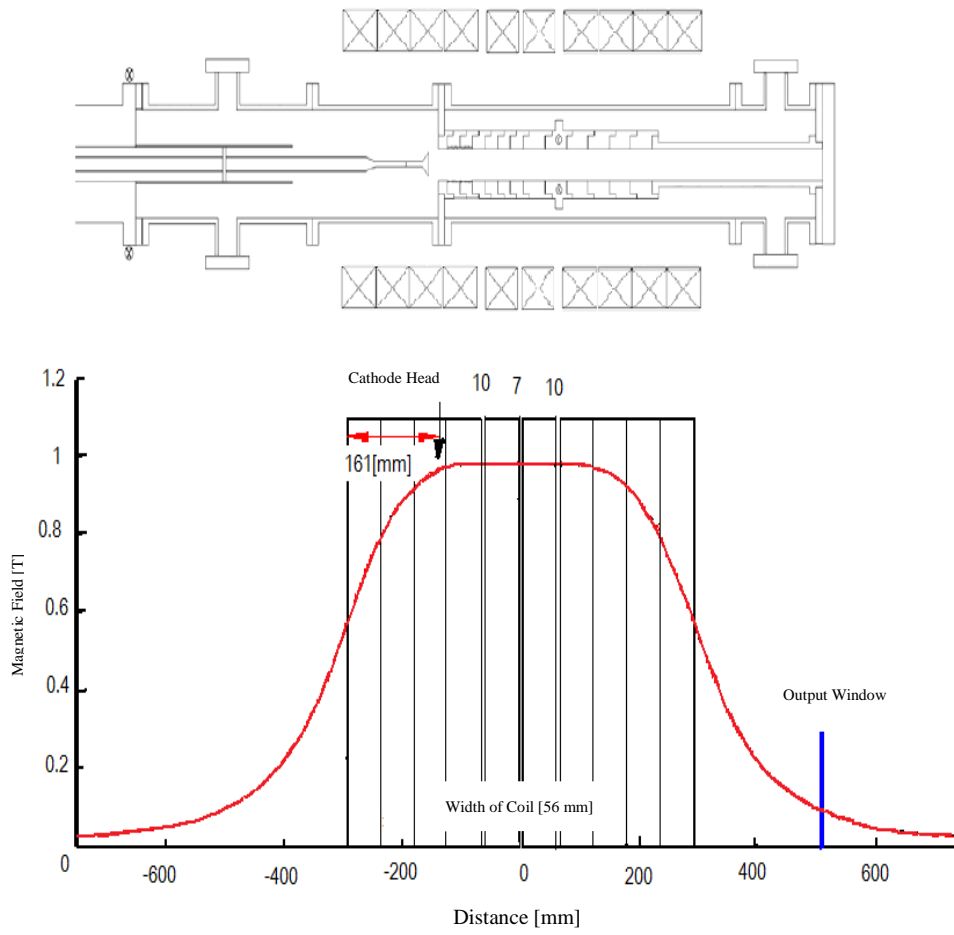 Cathode Head
10 7 10
1.2
1
161[mm]
0.8
Magnetic Field [T]
0.6
0.4
Output Window
0.2
Width of Coil [56 mm]
0
-600 -400 -200 0 200 400 600
Distance [mm]